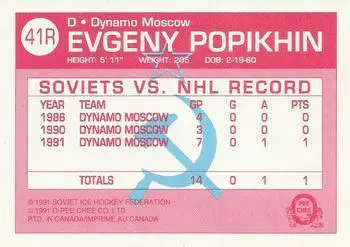 41R
D • Dynamo Moscow
EVGENY POPIKHIN
HEIGHT: 5' 11" WEIGHT: 205 DOB: 2-19-60
SOVIETS VS. NHL RECORD
YEAR TEAM GP G A PTS
1986 DYNAMO MOSCOW 4 0 0 0
1990 DYNAMO MOSCOW 3 0 0 0
1991 DYNAMO MOSCOW 7 0 1 1
TOTALS 14 0 1 1
© 1991 SOVIET ICE HOCKEY FEDERATION
© 1991 O-PEE-CHEE CO. LTD.
PTD. IN CANADA/IMPRIMÉ AU CANADA
O PEE CHEE